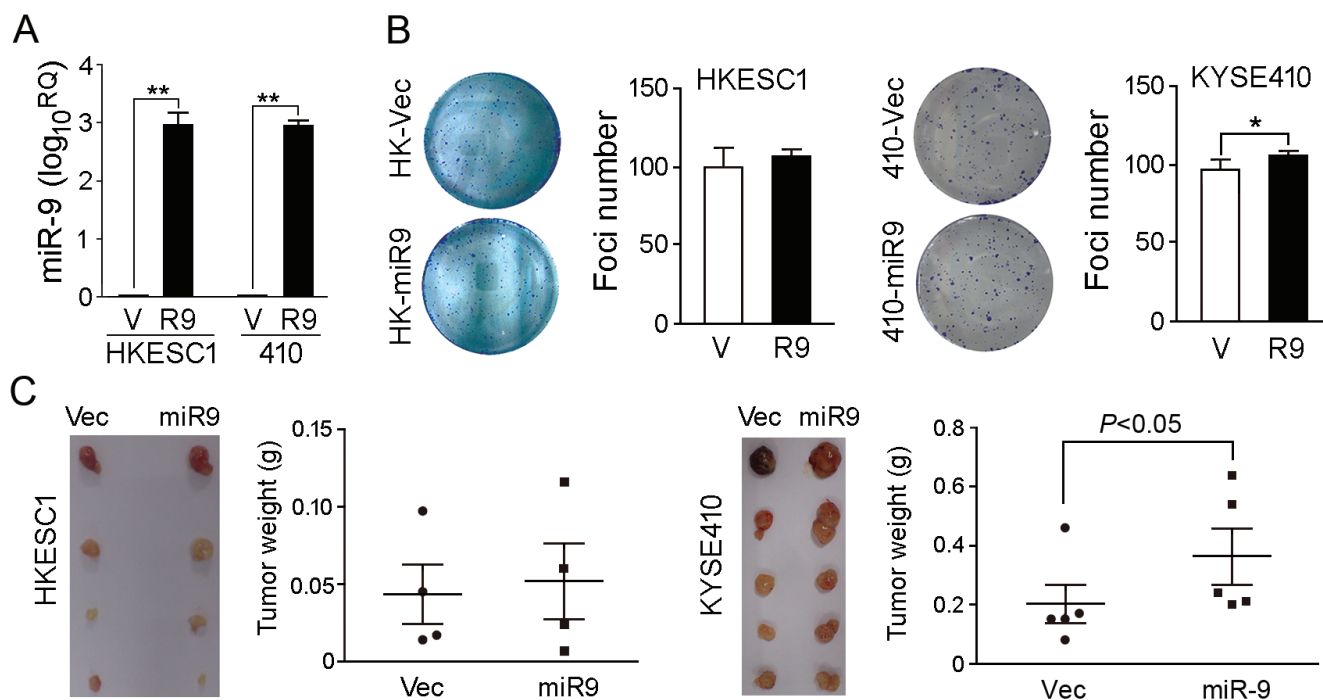 A
miR-9 (log10RQ)
4
3
2
1
0
**
**
V R9 V R9
HKESC1 410
B
HK-Vec
HK-miR9
Foci number
150
100
50
0
HKESC1
V R9
410-Vec
410-miR9
Foci number
150
100
50
0
KYSE410
*
V R9
C
HKESC1
Vec miR9
Tumor weight (g)
0.15
0.10
0.05
0
Vec miR9
KYSE410
Vec miR9
Tumor weight (g)
0.8
0.6
0.4
0.2
0
P<0.05
Vec miR-9